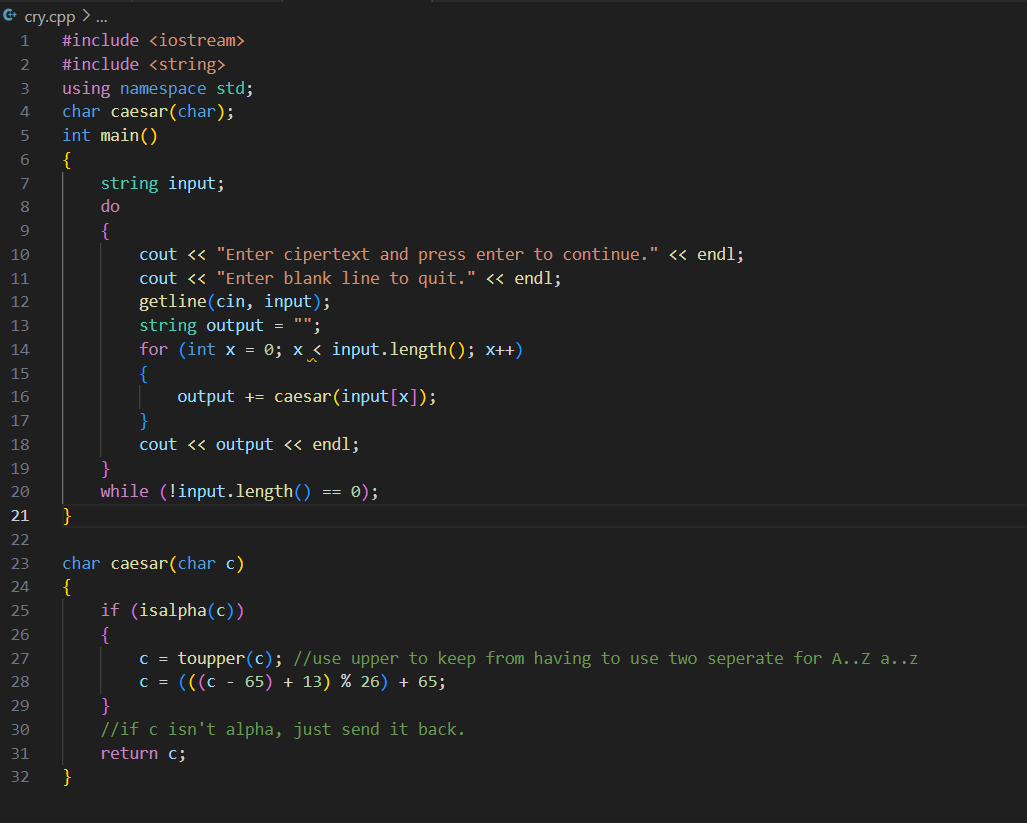 cry.cpp > ...
1 #include <iostream>
2 #include <string>
3 using namespace std;
4 char caesar(char);
5 int main()
6 {
7     string input;
8     do
9     {
10         cout << "Enter cipertext and press enter to continue." << endl;
11         cout << "Enter blank line to quit." << endl;
12         getline(cin, input);
13         string output = "";
14         for (int x = 0; x < input.length(); x++)
15         {
16             output += caesar(input[x]);
17         }
18         cout << output << endl;
19     }
20     while (!input.length() == 0);
21 }
22
23 char caesar(char c)
24 {
25     if (isalpha(c))
26     {
27         c = toupper(c); //use upper to keep from having to use two seperate for A..Z a..z
28         c = (((c - 65) + 13) % 26) + 65;
29     }
30     //if c isn't alpha, just send it back.
31     return c;
32 }